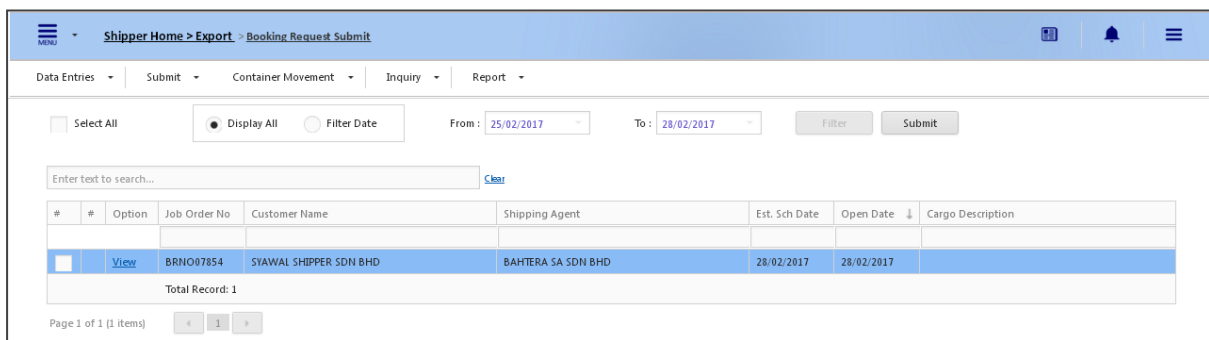 MENU Shipper Home > Export > Booking Request Submit
Data Entries Submit Container Movement Inquiry Report
Select All Display All Filter Date From : 25/02/2017 To : 28/02/2017 Filter Submit
Enter text to search... Clear
# # Option Job Order No Customer Name Shipping Agent Est. Sch Date Open Date Cargo Description
View BRNO07854 SYAWAL SHIPPER SDN BHD BAHTERA SA SDN BHD 28/02/2017 28/02/2017
Total Record: 1
Page 1 of 1 (1 items) 1